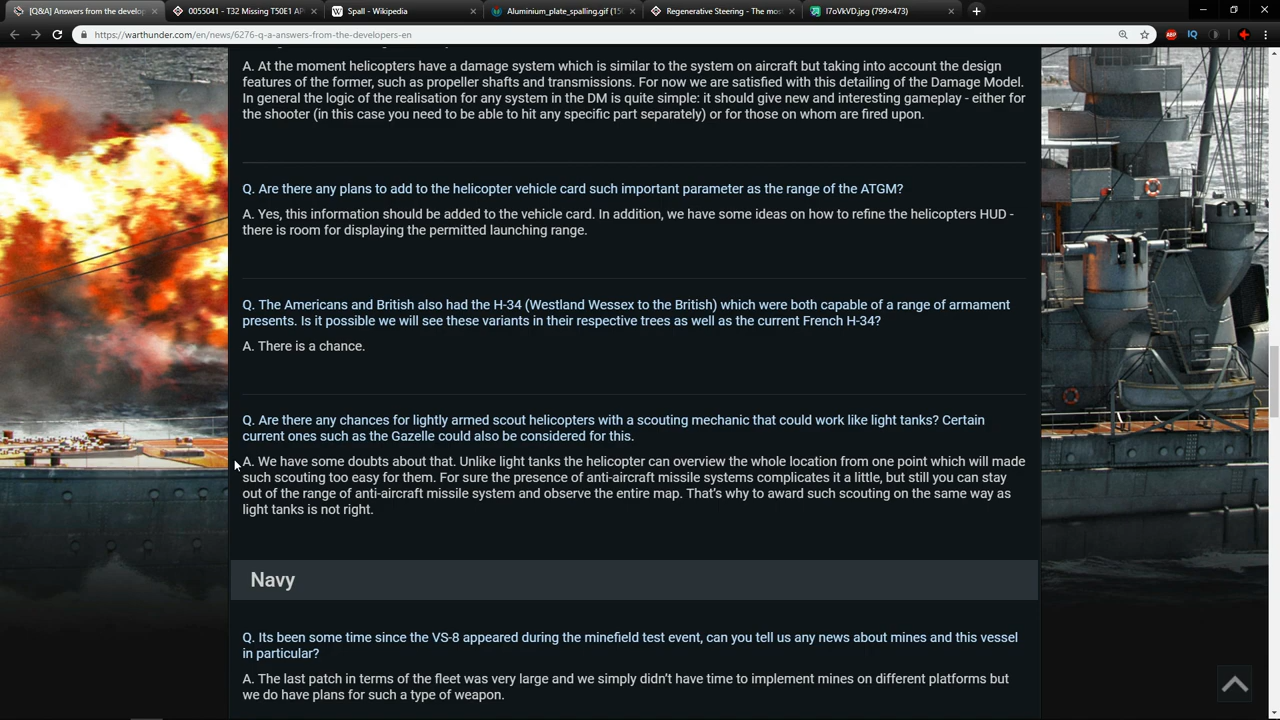 [Q&A] Answers from the develop
0055041 - T32 Missing T50E1 AP
Spall - Wikipedia
Aluminium_plate_spalling.gif (15
Regenerative Steering - The mos
I7oVkVD.jpg (799×473)
https://warthunder.com/en/news/6276-q-a-answers-from-the-developers-en
ABP
IQ
A. At the moment helicopters have a damage system which is similar to the system on aircraft but taking into account the design
features of the former, such as propeller shafts and transmissions. For now we are satisfied with this detailing of the Damage Model.
In general the logic of the realisation for any system in the DM is quite simple: it should give new and interesting gameplay - either for
the shooter (in this case you need to be able to hit any specific part separately) or for those on whom are fired upon.
Q. Are there any plans to add to the helicopter vehicle card such important parameter as the range of the ATGM?
A. Yes, this information should be added to the vehicle card. In addition, we have some ideas on how to refine the helicopters HUD -
there is room for displaying the permitted launching range.
Q. The Americans and British also had the H-34 (Westland Wessex to the British) which were both capable of a range of armament
presents. Is it possible we will see these variants in their respective trees as well as the current French H-34?
A. There is a chance.
Q. Are there any chances for lightly armed scout helicopters with a scouting mechanic that could work like light tanks? Certain
current ones such as the Gazelle could also be considered for this.
A. We have some doubts about that. Unlike light tanks the helicopter can overview the whole location from one point which will made
such scouting too easy for them. For sure the presence of anti-aircraft missile systems complicates it a little, but still you can stay
out of the range of anti-aircraft missile system and observe the entire map. That's why to award such scouting on the same way as
light tanks is not right.
Navy
Q. Its been some time since the VS-8 appeared during the minefield test event, can you tell us any news about mines and this vessel
in particular?
A. The last patch in terms of the fleet was very large and we simply didn't have time to implement mines on different platforms but
we do have plans for such a type of weapon.